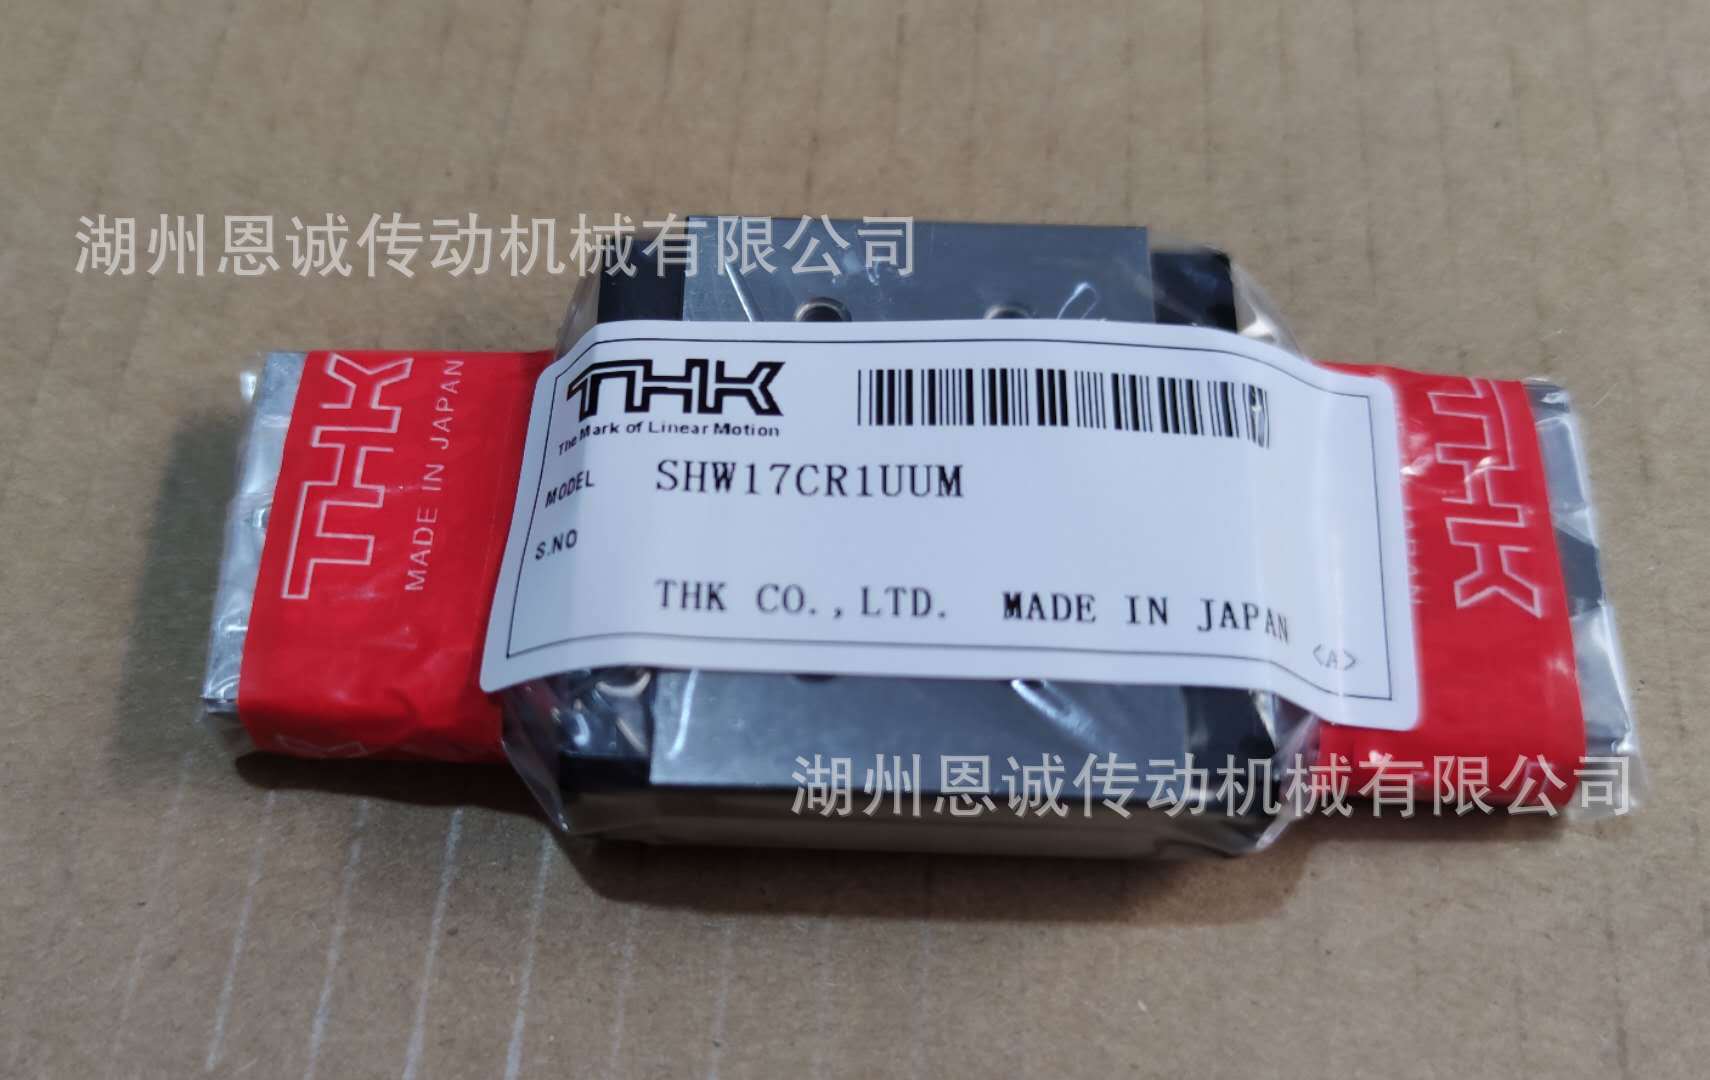 湖州恩诚传动机械有限公司
THK
The Mark of Linear Motion
MODEL SHW17CR1UUM
S.NO
THK CO.,LTD. MADE IN JAPAN
<A>
THK
MADE IN JAPAN
THK
JAPAN
湖州恩诚传动机械有限公司